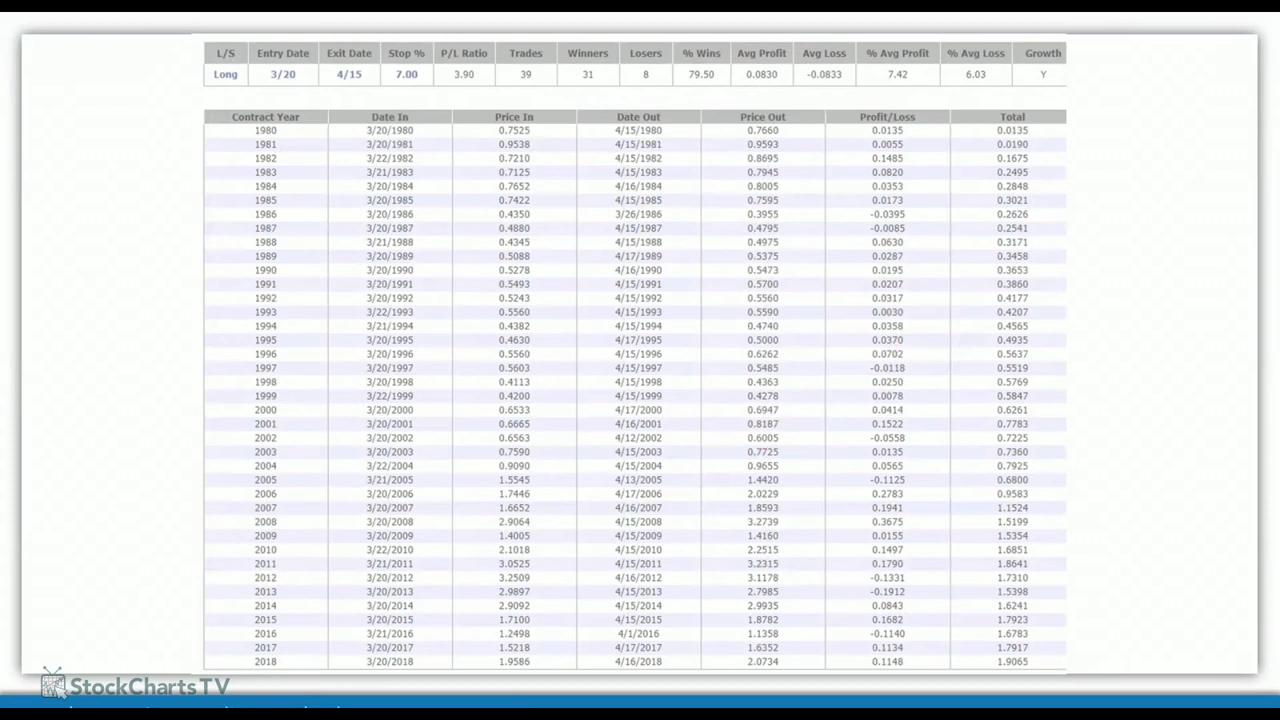 L/S Entry Date Exit Date Stop % P/L Ratio Trades Winners Losers % Wins Avg Profit Avg Loss % Avg Profit % Avg Loss Growth
Long 3/20 4/15 7.00 3.90 39 31 8 79.50 0.0830 -0.0833 7.42 6.03 Y
Contract Year Date In Price In Date Out Price Out Profit/Loss Total
1980 3/20/1980 0.7525 4/15/1980 0.7660 0.0135 0.0135
1981 3/20/1981 0.9538 4/15/1981 0.9593 0.0055 0.0190
1982 3/22/1982 0.7210 4/15/1982 0.8695 0.1485 0.1675
1983 3/21/1983 0.7125 4/15/1983 0.7945 0.0820 0.2495
1984 3/20/1984 0.7652 4/16/1984 0.8005 0.0353 0.2848
1985 3/20/1985 0.7422 4/15/1985 0.7595 0.0173 0.3021
1986 3/20/1986 0.4350 3/26/1986 0.3955 -0.0395 0.2626
1987 3/20/1987 0.4880 4/15/1987 0.4795 -0.0085 0.2541
1988 3/21/1988 0.4345 4/15/1988 0.4975 0.0630 0.3171
1989 3/20/1989 0.5088 4/17/1989 0.5375 0.0287 0.3458
1990 3/20/1990 0.5278 4/16/1990 0.5473 0.0195 0.3653
1991 3/20/1991 0.5493 4/15/1991 0.5700 0.0207 0.3860
1992 3/20/1992 0.5243 4/15/1992 0.5560 0.0317 0.4177
1993 3/22/1993 0.5560 4/15/1993 0.5590 0.0030 0.4207
1994 3/21/1994 0.4382 4/15/1994 0.4740 0.0358 0.4565
1995 3/20/1995 0.4630 4/17/1995 0.5000 0.0370 0.4935
1996 3/20/1996 0.5560 4/15/1996 0.6262 0.0702 0.5637
1997 3/20/1997 0.5603 4/15/1997 0.5485 -0.0118 0.5519
1998 3/20/1998 0.4113 4/15/1998 0.4363 0.0250 0.5769
1999 3/22/1999 0.4200 4/15/1999 0.4278 0.0078 0.5847
2000 3/20/2000 0.6533 4/17/2000 0.6947 0.0414 0.6261
2001 3/20/2001 0.6665 4/16/2001 0.8187 0.1522 0.7783
2002 3/20/2002 0.6563 4/12/2002 0.6005 -0.0558 0.7225
2003 3/20/2003 0.7590 4/15/2003 0.7725 0.0135 0.7360
2004 3/22/2004 0.9090 4/15/2004 0.9655 0.0565 0.7925
2005 3/21/2005 1.5545 4/13/2005 1.4420 -0.1125 0.6800
2006 3/20/2006 1.7446 4/17/2006 2.0229 0.2783 0.9583
2007 3/20/2007 1.6652 4/16/2007 1.8593 0.1941 1.1524
2008 3/20/2008 2.9064 4/15/2008 3.2739 0.3675 1.5199
2009 3/20/2009 1.4005 4/15/2009 1.4160 0.0155 1.5354
2010 3/22/2010 2.1018 4/15/2010 2.2515 0.1497 1.6851
2011 3/21/2011 3.0525 4/15/2011 3.2315 0.1790 1.8641
2012 3/20/2012 3.2509 4/16/2012 3.1178 -0.1331 1.7310
2013 3/20/2013 2.9897 4/15/2013 2.7985 -0.1912 1.5398
2014 3/20/2014 2.9092 4/15/2014 2.9935 0.0843 1.6241
2015 3/20/2015 1.7100 4/15/2015 1.8782 0.1682 1.7923
2016 3/21/2016 1.2498 4/1/2016 1.1358 -0.1140 1.6783
2017 3/20/2017 1.5218 4/17/2017 1.6352 0.1134 1.7917
2018 3/20/2018 1.9586 4/16/2018 2.0734 0.1148 1.9065
StockChartsTV